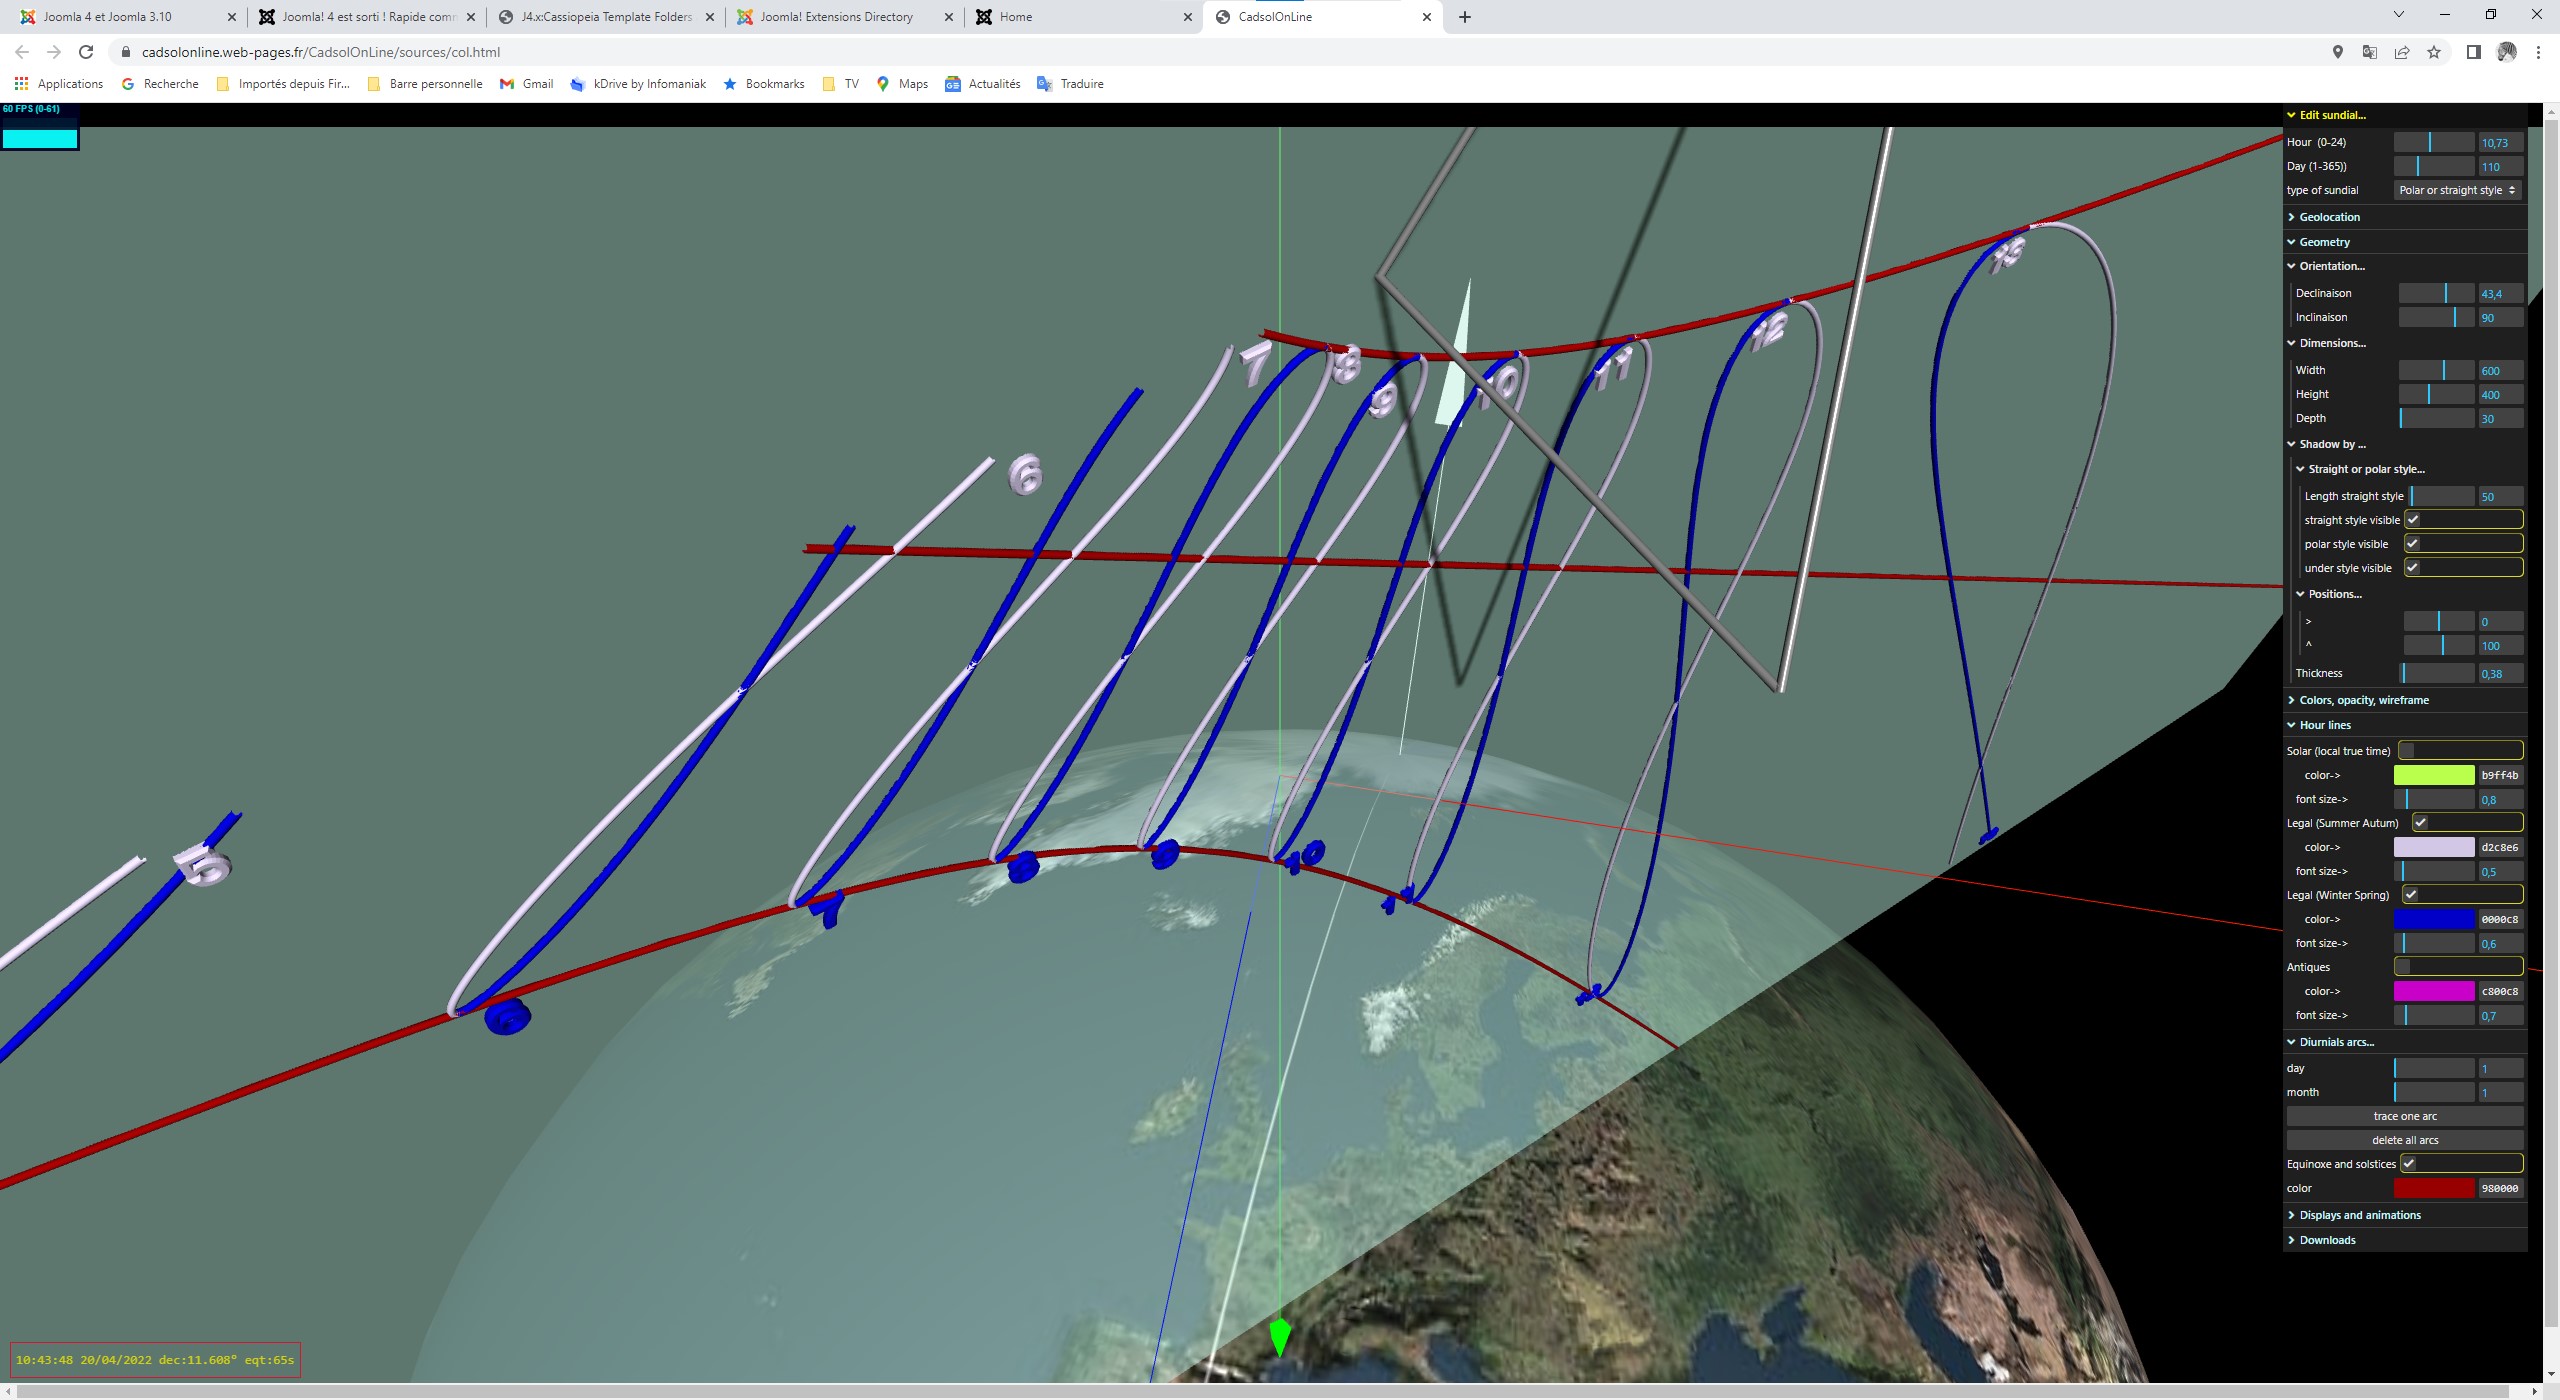 Joomla 4 et Joomla 3.10
Joomla! 4 est sorti ! Rapide comm
J4.x:Cassiopeia Template Folders
Joomla! Extensions Directory
Home
CadsolOnLine
cadsolonline.web-pages.fr/CadsolOnLine/sources/col.html
Applications
Recherche
Importés depuis Fir...
Barre personnelle
Gmail
kDrive by Infomaniak
Bookmarks
TV
Maps
Actualités
Traduire
60 FPS (0-61)
Edit sundial...
Hour (0-24) 10,73
Day (1-365)) 110
type of sundial Polar or straight style
Geolocation
Geometry
Orientation...
Declinaison 43,4
Inclinaison 90
Dimensions...
Width 600
Height 400
Depth 30
Shadow by ...
Straight or polar style...
Length straight style 50
straight style visible
polar style visible
under style visible
Positions...
> 0
^ 100
Thickness 0,38
Colors, opacity, wireframe
Hour lines
Solar (local true time)
color-> b9ff4b
font size-> 0,8
Legal (Summer Autum)
color-> d2c8e6
font size-> 0,5
Legal (Winter Spring)
color-> 0000c8
font size-> 0,6
Antiques
color-> c800c8
font size-> 0,7
Diurnials arcs...
day 1
month 1
trace one arc
delete all arcs
Equinoxe and solstices
color 980000
Displays and animations
Downloads
5
6
7
8
9
10
11
12
13
6
7
8
9
10
10:43:48 20/04/2022 dec:11.608° eqt:65s